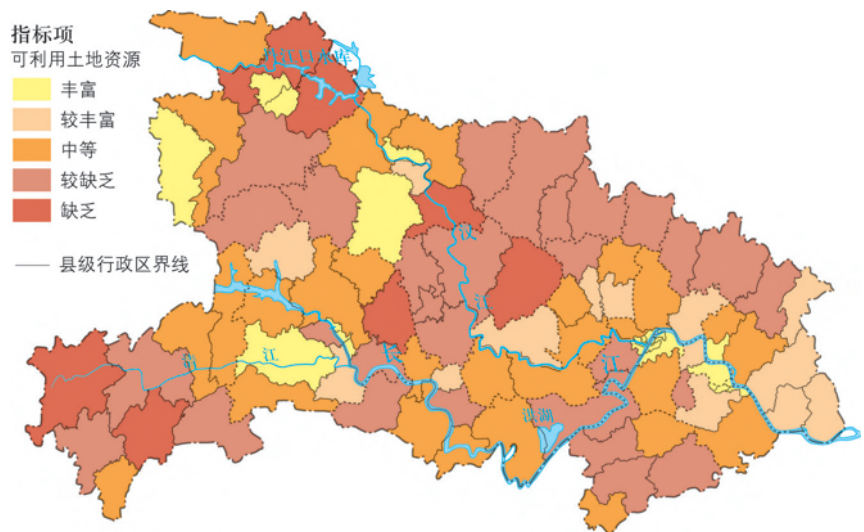 指标项
可利用土地资源
丰富
较丰富
中等
较缺乏
缺乏
县级行政区界线
丹江口水库
汉
江
清
江
长
江
洪湖